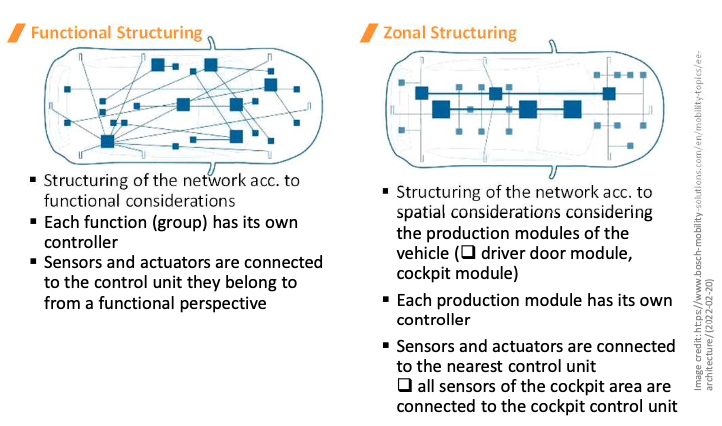 Functional Structuring
▪ Structuring of the network acc. to
functional considerations
▪ Each function (group) has its own
controller
▪ Sensors and actuators are connected
to the control unit they belong to
from a functional perspective
Zonal Structuring
▪ Structuring of the network acc. to
spatial considerations considering
the production modules of the
vehicle (❑ driver door module,
cockpit module)
▪ Each production module has its own
controller
▪ Sensors and actuators are connected
to the nearest control unit
❑ all sensors of the cockpit area are
connected to the cockpit control unit
Image credit: https://www.bosch-mobility-solutions.com/en/mobility-topics/ee-
architecture/ (2022-02-20)